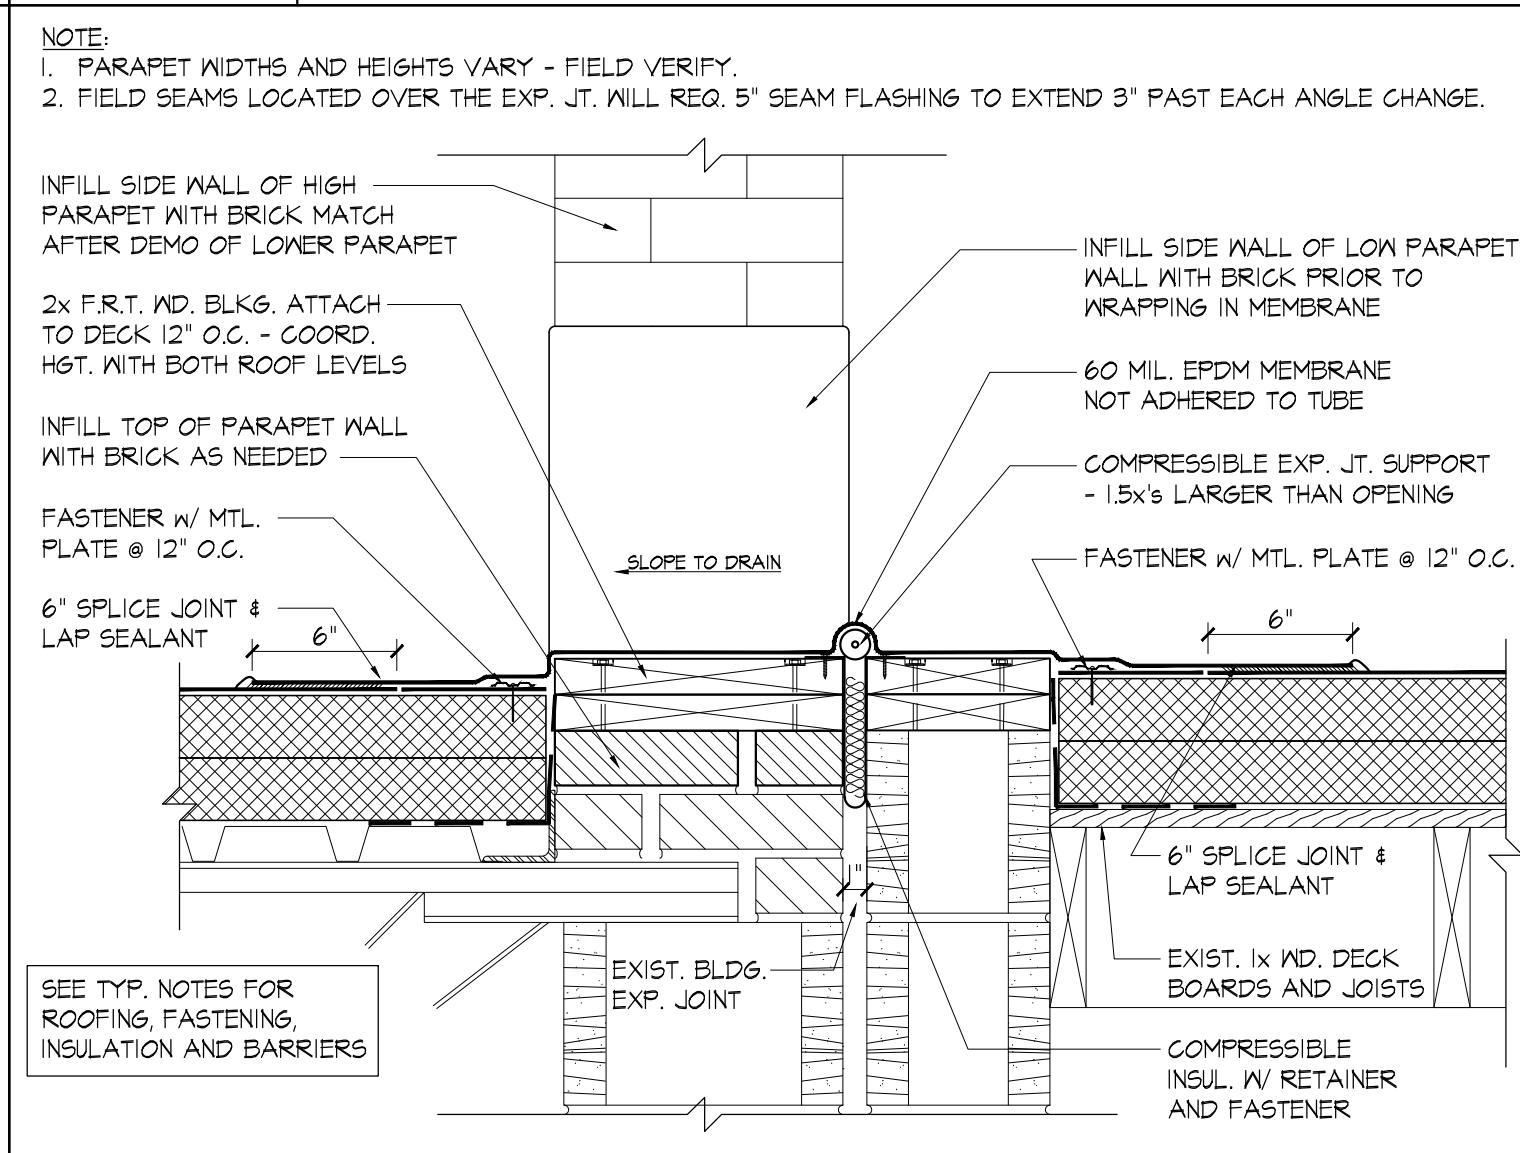 NOTE:
1. PARAPET WIDTHS AND HEIGHTS VARY - FIELD VERIFY.
2. FIELD SEAMS LOCATED OVER THE EXP. JT. WILL REQ. 5" SEAM FLASHING TO EXTEND 3" PAST EACH ANGLE CHANGE.
INFILL SIDE WALL OF HIGH
PARAPET WITH BRICK MATCH
AFTER DEMO OF LOWER PARAPET
2x F.R.T. WD. BLKG. ATTACH
TO DECK 12" O.C. - COORD.
HGT. WITH BOTH ROOF LEVELS
INFILL TOP OF PARAPET WALL
WITH BRICK AS NEEDED
FASTENER w/ MTL.
PLATE @ 12" O.C.
6" SPLICE JOINT &
LAP SEALANT
6"
SLOPE TO DRAIN
INFILL SIDE WALL OF LOW PARAPET
WALL WITH BRICK PRIOR TO
WRAPPING IN MEMBRANE
60 MIL. EPDM MEMBRANE
NOT ADHERED TO TUBE
COMPRESSIBLE EXP. JT. SUPPORT
- 1.5x's LARGER THAN OPENING
FASTENER w/ MTL. PLATE @ 12" O.C.
6"
1"
6" SPLICE JOINT &
LAP SEALANT
EXIST. BLDG.
EXP. JOINT
EXIST. 1x WD. DECK
BOARDS AND JOISTS
COMPRESSIBLE
INSUL. W/ RETAINER
AND FASTENER
SEE TYP. NOTES FOR
ROOFING, FASTENING,
INSULATION AND BARRIERS